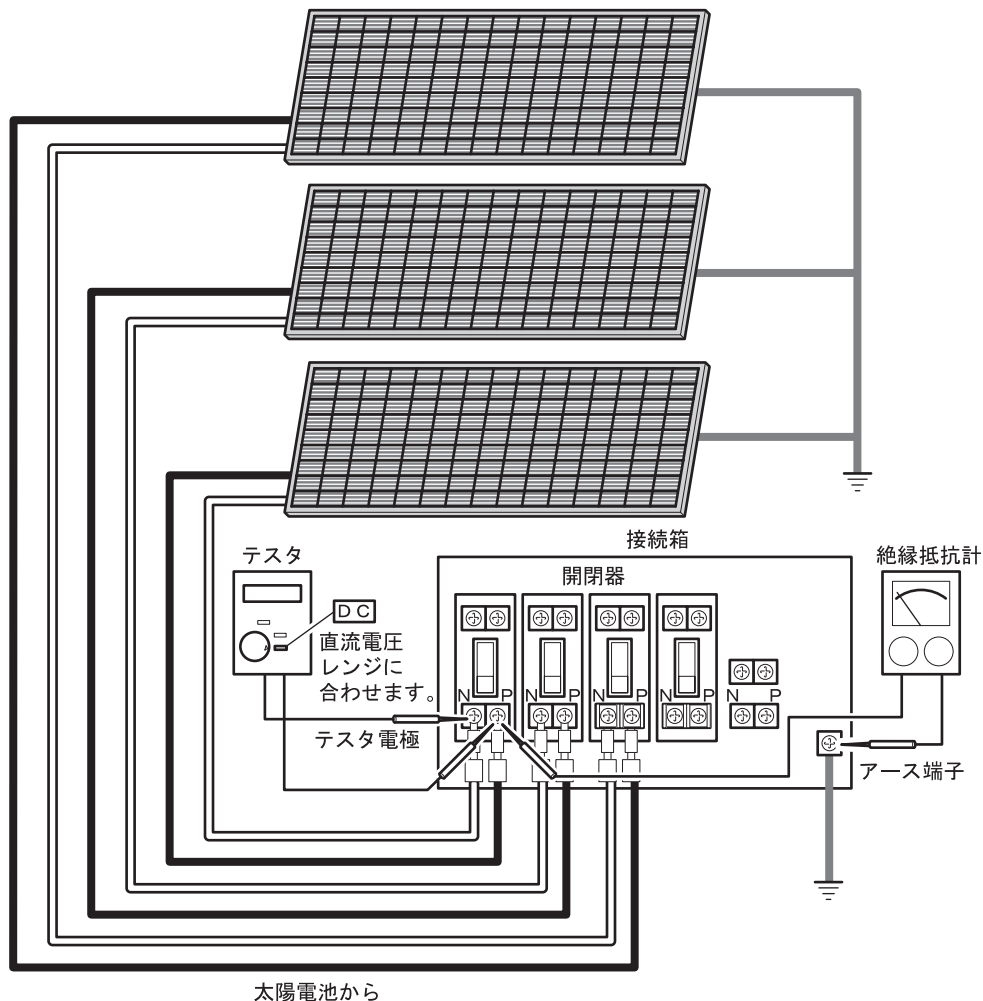 接続箱
テスタ
絶縁抵抗計
開閉器
DC
直流電圧
レンジに
合わせます。
N P N P N P N P N P
テスタ電極
アース端子
太陽電池から